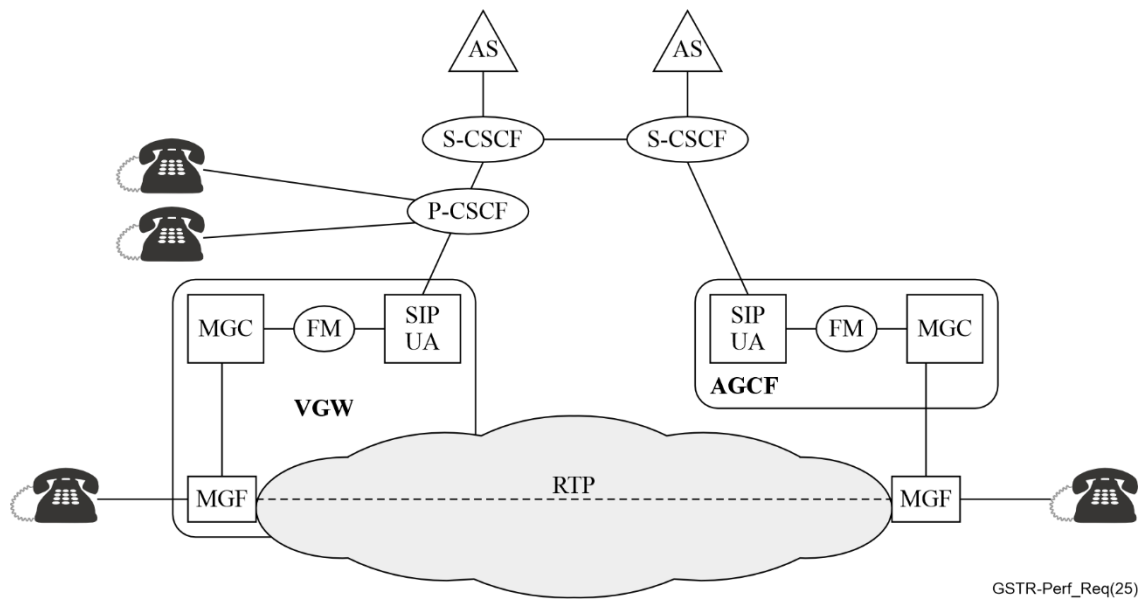 AS
AS
S-CSCF
S-CSCF
P-CSCF
MGC
FM
SIP
UA
SIP
UA
FM
MGC
VGW
AGCF
MGF
RTP
MGF
GSTR-Perf_Req(25)